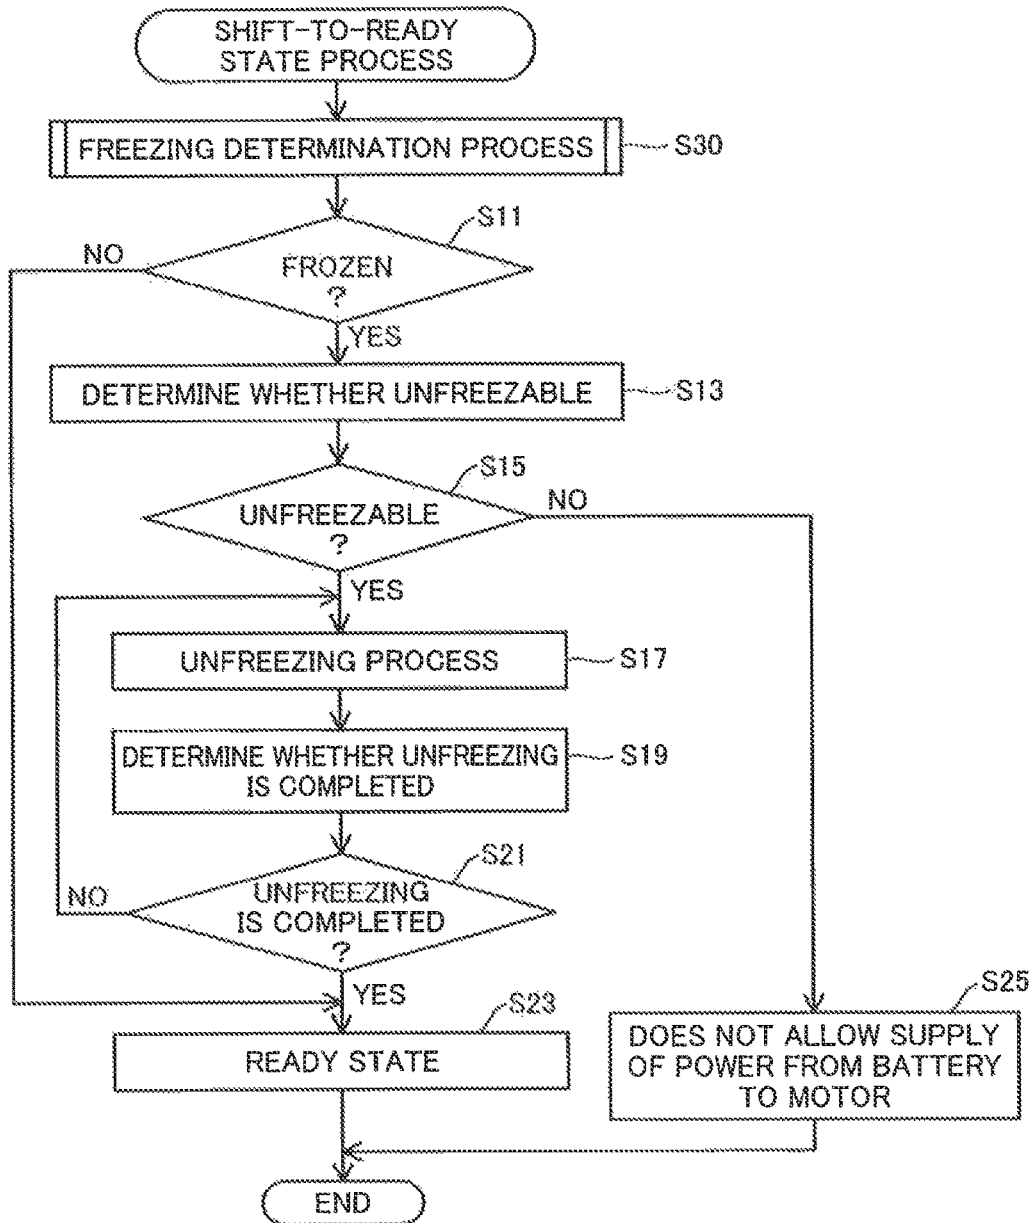 SHIFT-TO-READY
STATE PROCESS
FREEZING DETERMINATION PROCESS
S30
S11
NO
FROZEN
?
YES
DETERMINE WHETHER UNFREEZABLE
S13
S15
UNFREEZABLE
?
NO
YES
UNFREEZING PROCESS
S17
DETERMINE WHETHER UNFREEZING
IS COMPLETED
S19
S21
NO
UNFREEZING
IS COMPLETED
?
YES
S23
READY STATE
S25
DOES NOT ALLOW SUPPLY
OF POWER FROM BATTERY
TO MOTOR
END